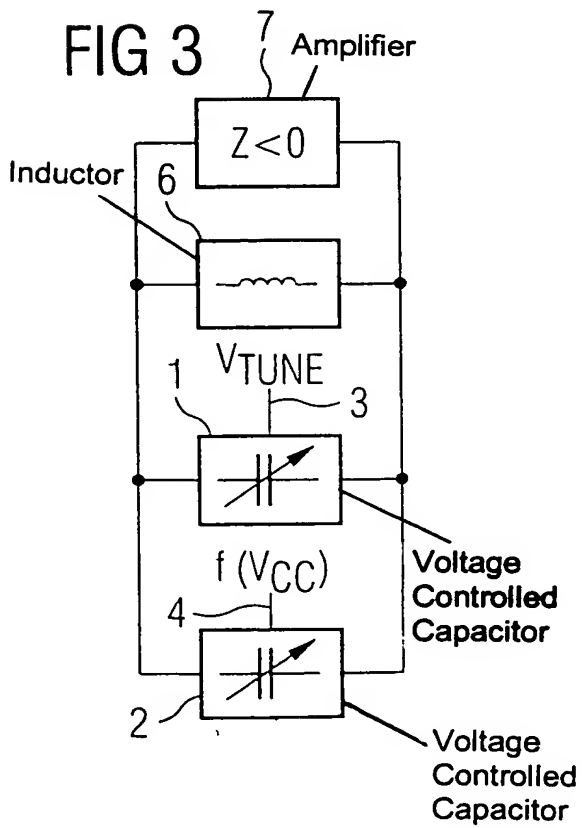 FIG 3
7
Amplifier
Z<0
Inductor
6
VTUNE
1
3
f (VCC)
4
Voltage
Controlled
Capacitor
2
Voltage
Controlled
Capacitor